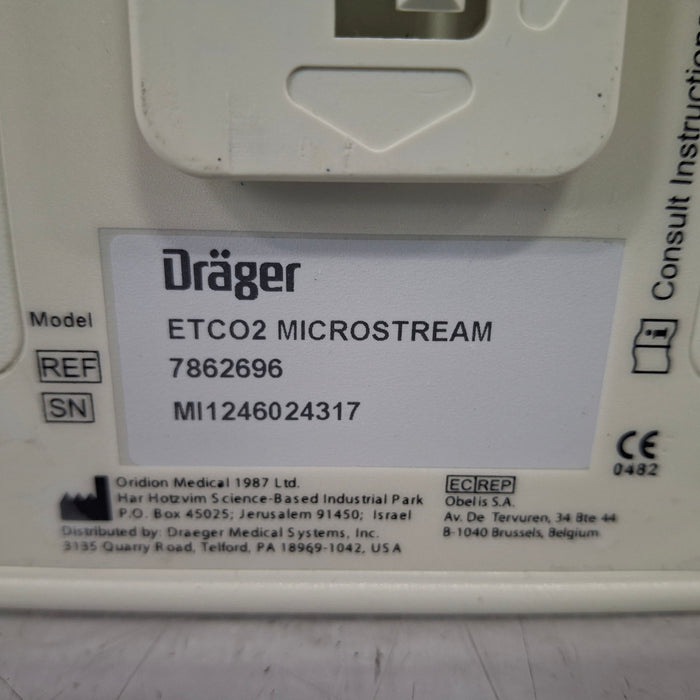 Dräger
Model ETCO2 MICROSTREAM
REF 7862696
SN MI1246024317
Consult Instructions
CE
0482
Oridion Medical 1987 Ltd.
Har Hotzvim Science-Based Industrial Park
P.O. Box 45025; Jerusalem 91450; Israel
Distributed by: Draeger Medical Systems, Inc.
3135 Quarry Road, Telford, PA 18969-1042, USA
EC REP
Obelis S.A.
Av. De Tervuren, 34 Bte 44
B-1040 Brussels, Belgium